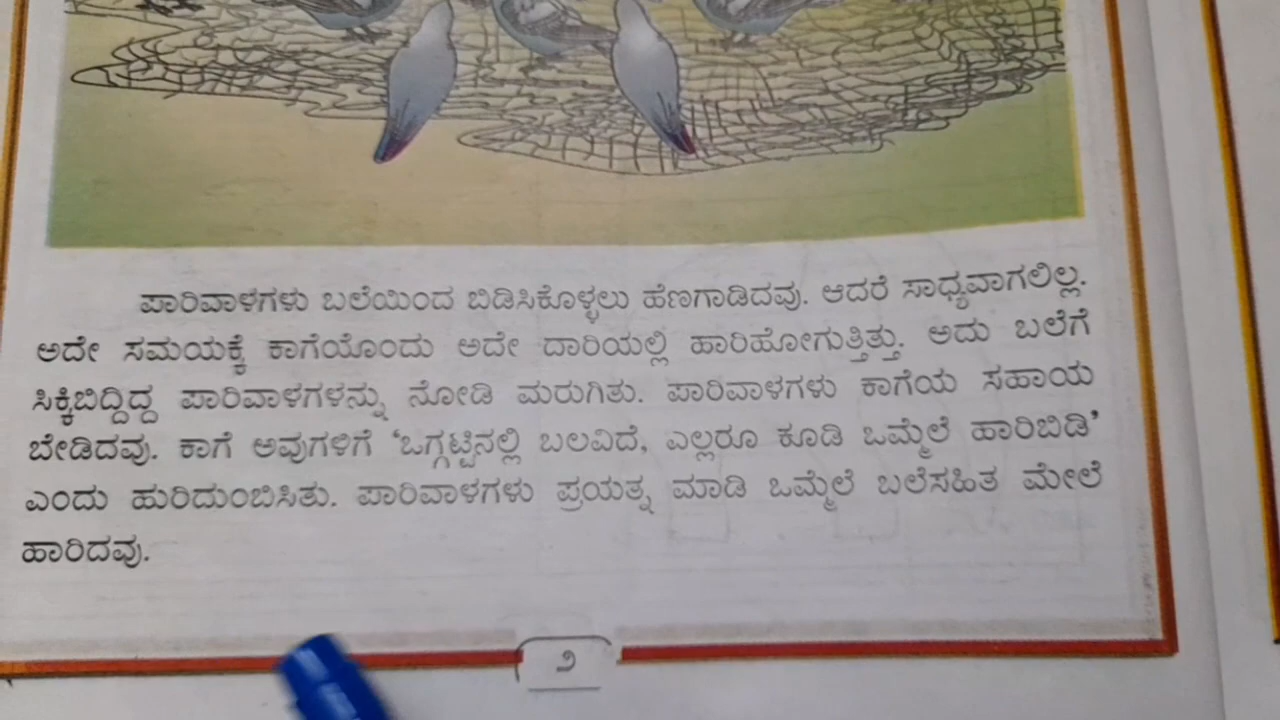 ಪಾರಿವಾಳಗಳು ಬಲೆಯಿಂದ ಬಿಡಿಸಿಕೊಳ್ಳಲು ಹೆಣಗಾಡಿದವು. ಆದರೆ ಸಾಧ್ಯವಾಗಲಿಲ್ಲ.
ಅದೇ ಸಮಯಕ್ಕೆ ಕಾಗೆಯೊಂದು ಅದೇ ದಾರಿಯಲ್ಲಿ ಹಾರಿಹೋಗುತ್ತಿತ್ತು. ಅದು ಬಲೆಗೆ
ಸಿಕ್ಕಿಬಿದ್ದಿದ್ದ ಪಾರಿವಾಳಗಳನ್ನು ನೋಡಿ ಮರುಗಿತು. ಪಾರಿವಾಳಗಳು ಕಾಗೆಯ ಸಹಾಯ
ಬೇಡಿದವು. ಕಾಗೆ ಅವುಗಳಿಗೆ ‘ಒಗ್ಗಟ್ಟಿನಲ್ಲಿ ಬಲವಿದೆ, ಎಲ್ಲರೂ ಕೂಡಿ ಒಮ್ಮೆಲೆ ಹಾರಿಬಿಡಿ’
ಎಂದು ಹುರಿದುಂಬಿಸಿತು. ಪಾರಿವಾಳಗಳು ಪ್ರಯತ್ನ ಮಾಡಿ ಒಮ್ಮೆಲೆ ಬಲೆಸಹಿತ ಮೇಲೆ
ಹಾರಿದವು.
೨